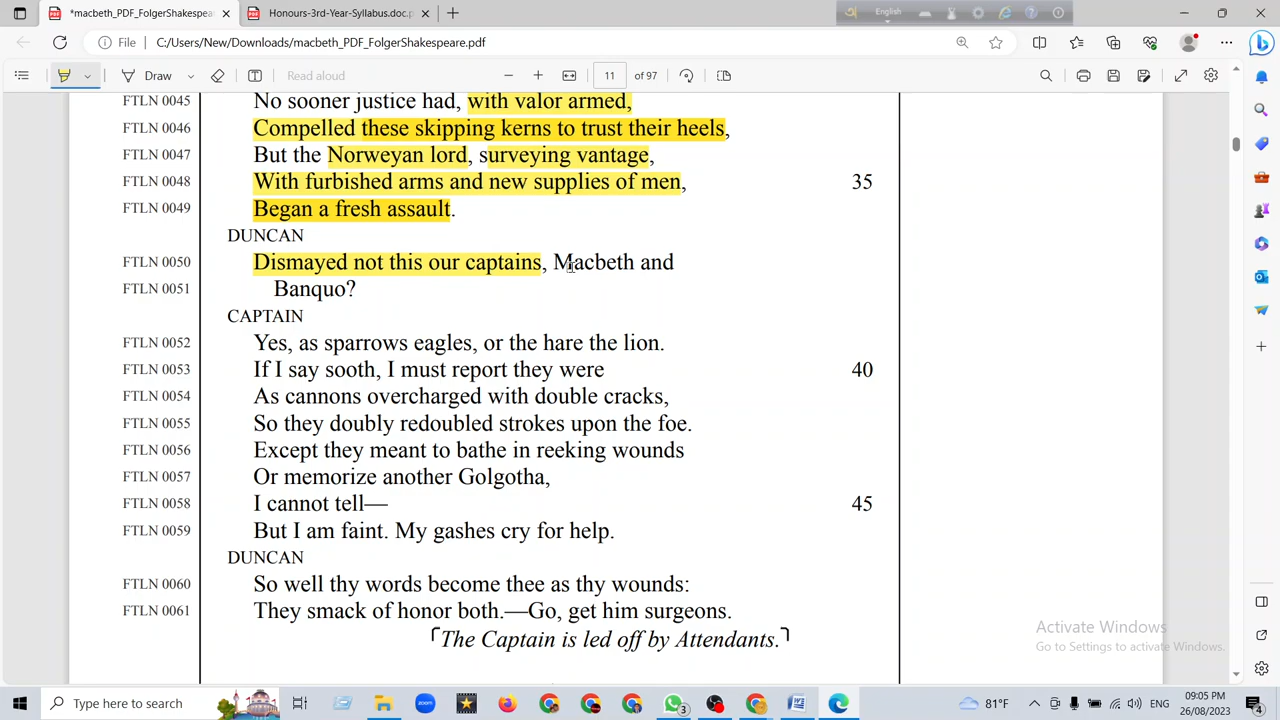 *macbeth_PDF_FolgerShakespeare
Honours-3rd-Year-Syllabus.doc.p
English
File C:/Users/New/Downloads/macbeth_PDF_FolgerShakespeare.pdf
Draw Read aloud 11 of 97
FTLN 0045 No sooner justice had, with valor armed,
FTLN 0046 Compelled these skipping kerns to trust their heels,
FTLN 0047 But the Norweyan lord, surveying vantage,
FTLN 0048 With furbished arms and new supplies of men, 35
FTLN 0049 Began a fresh assault.
DUNCAN
FTLN 0050 Dismayed not this our captains, Macbeth and
FTLN 0051 Banquo?
CAPTAIN
FTLN 0052 Yes, as sparrows eagles, or the hare the lion.
FTLN 0053 If I say sooth, I must report they were 40
FTLN 0054 As cannons overcharged with double cracks,
FTLN 0055 So they doubly redoubled strokes upon the foe.
FTLN 0056 Except they meant to bathe in reeking wounds
FTLN 0057 Or memorize another Golgotha,
FTLN 0058 I cannot tell— 45
FTLN 0059 But I am faint. My gashes cry for help.
DUNCAN
FTLN 0060 So well thy words become thee as thy wounds:
FTLN 0061 They smack of honor both.—Go, get him surgeons.
⌜The Captain is led off by Attendants.⌝
Activate Windows
Go to Settings to activate Windows.
Type here to search
zoom
3
81°F
ENG
09:05 PM
26/08/2023
4